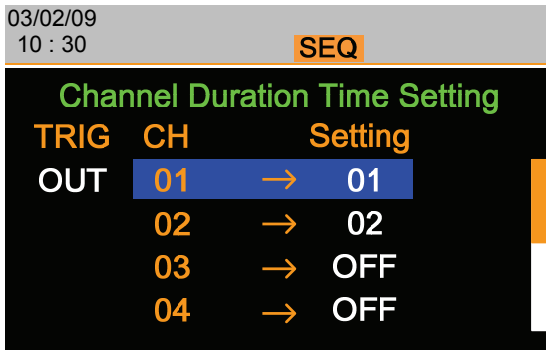 03/02/09
10 : 30
SEQ
Channel Duration Time Setting
TRIG CH Setting
OUT 01 → 01
02 → 02
03 → OFF
04 → OFF